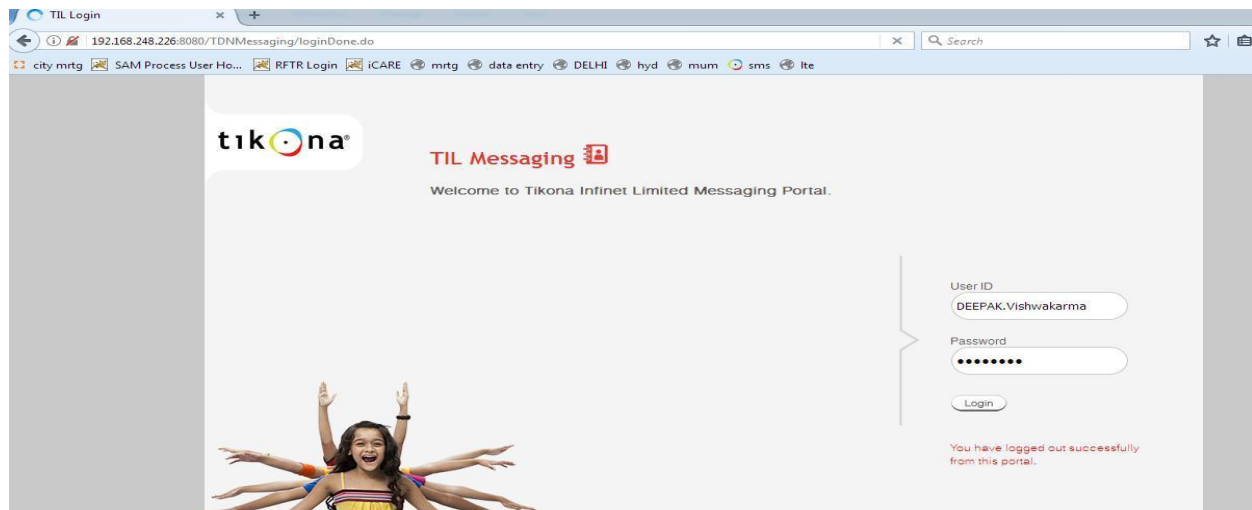 TIL Login
192.168.248.226:8080/TDNMessaging/loginDone.do
Search
city mrtg SAM Process User Ho... RFTR Login iCARE mrtg data entry DELHI hyd mum sms lte
tikona®
TIL Messaging
Welcome to Tikona Infinet Limited Messaging Portal.
User ID
DEEPAK.Vishwakarma
Password
••••••••
Login
You have logged out successfully
from this portal.